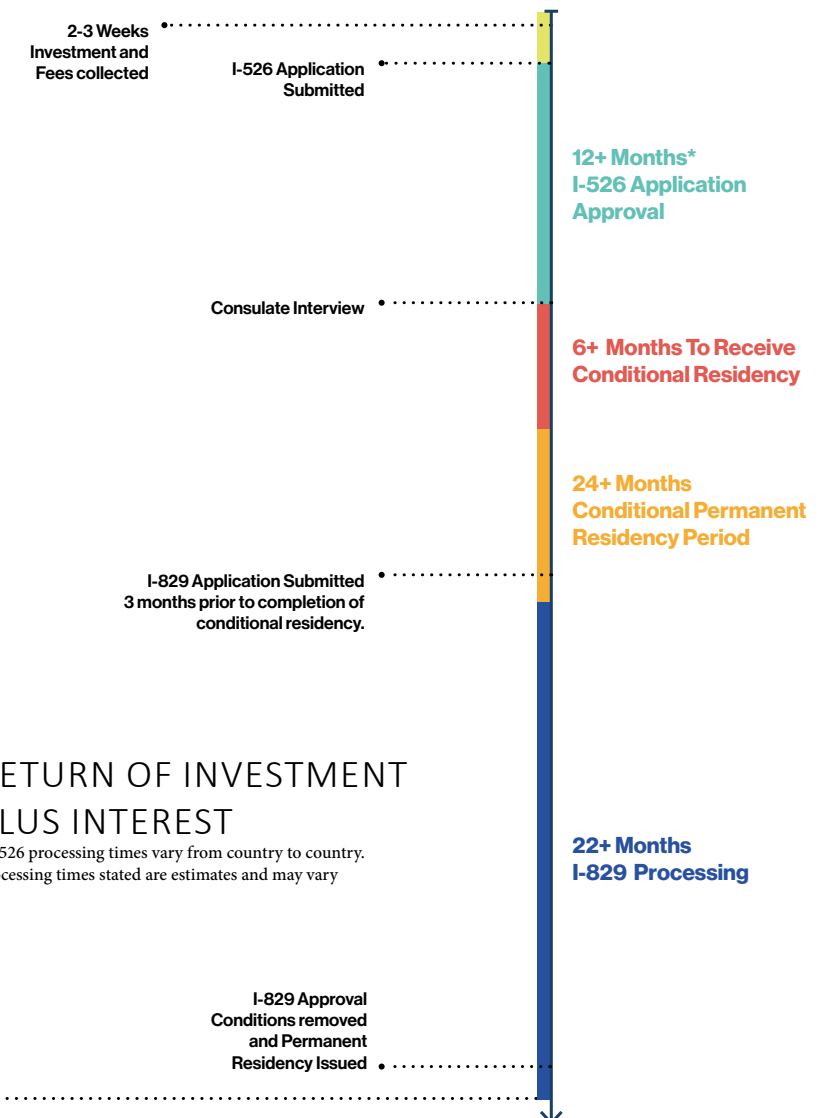 2-3 Weeks
Investment and
Fees collected
I-526 Application
Submitted
12+ Months*
I-526 Application
Approval
Consulate Interview
6+ Months To Receive
Conditional Residency
24+ Months
Conditional Permanent
Residency Period
I-829 Application Submitted
3 months prior to completion of
conditional residency.
ETURN OF INVESTMENT
LUS INTEREST
526 processing times vary from country to country.
cessing times stated are estimates and may vary
22+ Months
I-829 Processing
I-829 Approval
Conditions removed
and Permanent
Residency Issued